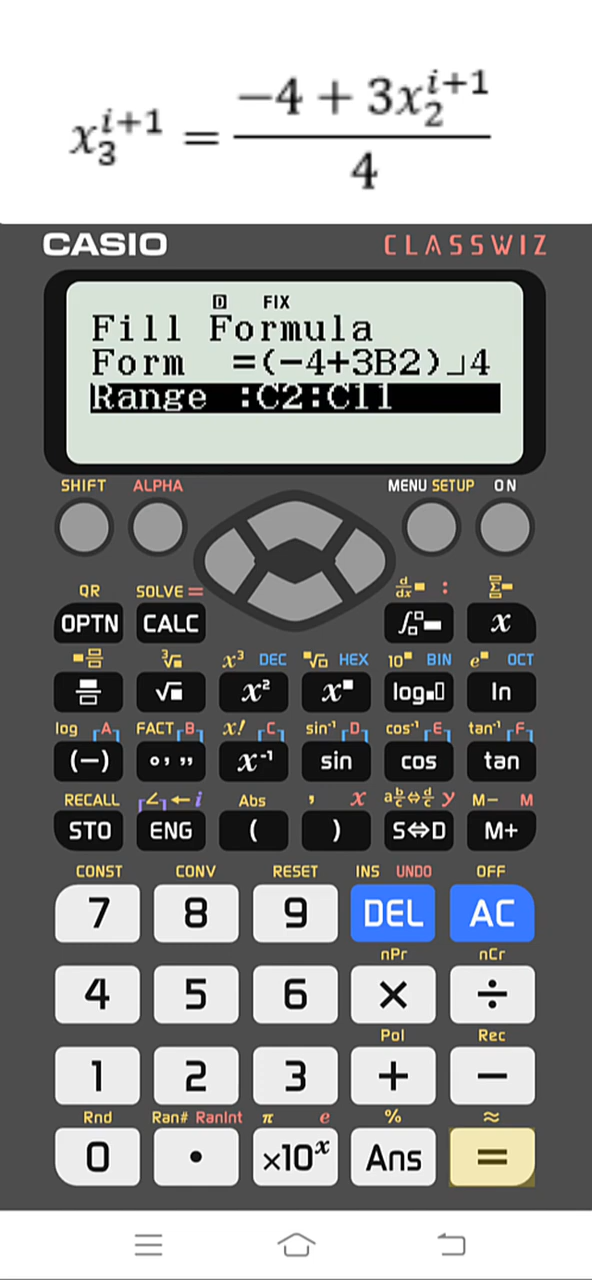 x₃ⁱ⁺¹ = (−4 + 3x₂ⁱ⁺¹)/4
CASIO CLASSWIZ
D FIX
Fill Formula
Form =(−4+3B2)⌟4
Range :C2:C11
SHIFT ALPHA MENU SETUP ON
QR SOLVE = d/dx■ : Σ■
OPTN CALC ∫■ x
■■/■ ³√■ x³ DEC ■√□ HEX 10■ BIN e■ OCT
■/□ √■ x² x■ log■□ ln
log A FACT B x! C sin⁻¹ D cos⁻¹ E tan⁻¹ F
(−) °’ ” x⁻¹ sin cos tan
RECALL ∠ ← i Abs , x a b/c⇔d/c y M− M
STO ENG ( ) S⇔D M+
CONST CONV RESET INS UNDO OFF
7 8 9 DEL AC
nPr nCr
4 5 6 × ÷
Pol Rec
1 2 3 + −
Rnd Ran# RanInt π e % ≈
0 • ×10ˣ Ans =